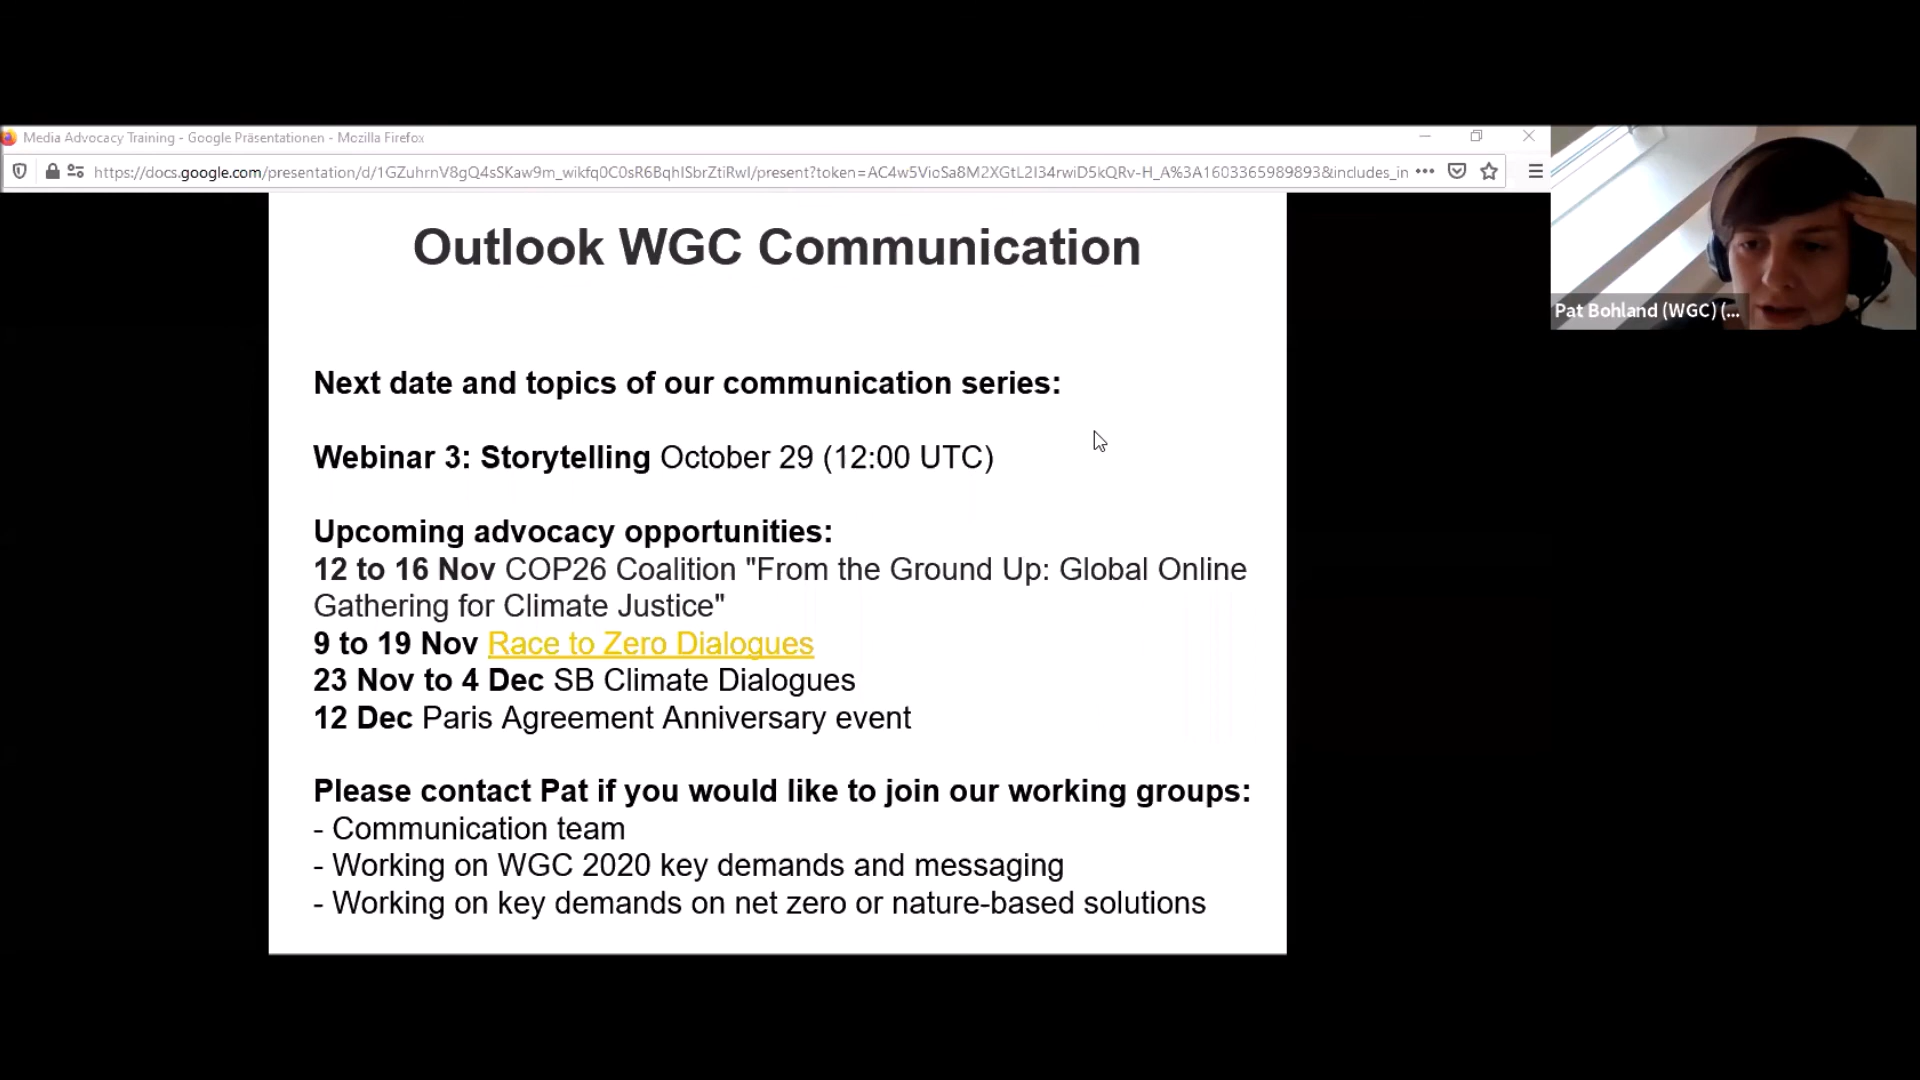 Media Advocacy Training - Google Präsentationen - Mozilla Firefox
https://docs.google.com/presentation/d/1GZuhrnV8gQ4sSKaw9m_wikfq0C0sR6BqhISbrZtiRwI/present?token=AC4w5VioSa8M2XGtL2I34rwiD5kQRv-H_A%3A1603365989893&includes_in
Outlook WGC Communication
Pat Bohland (WGC) (...
Next date and topics of our communication series:
Webinar 3: Storytelling October 29 (12:00 UTC)
Upcoming advocacy opportunities:
12 to 16 Nov COP26 Coalition "From the Ground Up: Global Online
Gathering for Climate Justice"
9 to 19 Nov Race to Zero Dialogues
23 Nov to 4 Dec SB Climate Dialogues
12 Dec Paris Agreement Anniversary event
Please contact Pat if you would like to join our working groups:
- Communication team
- Working on WGC 2020 key demands and messaging
- Working on key demands on net zero or nature-based solutions